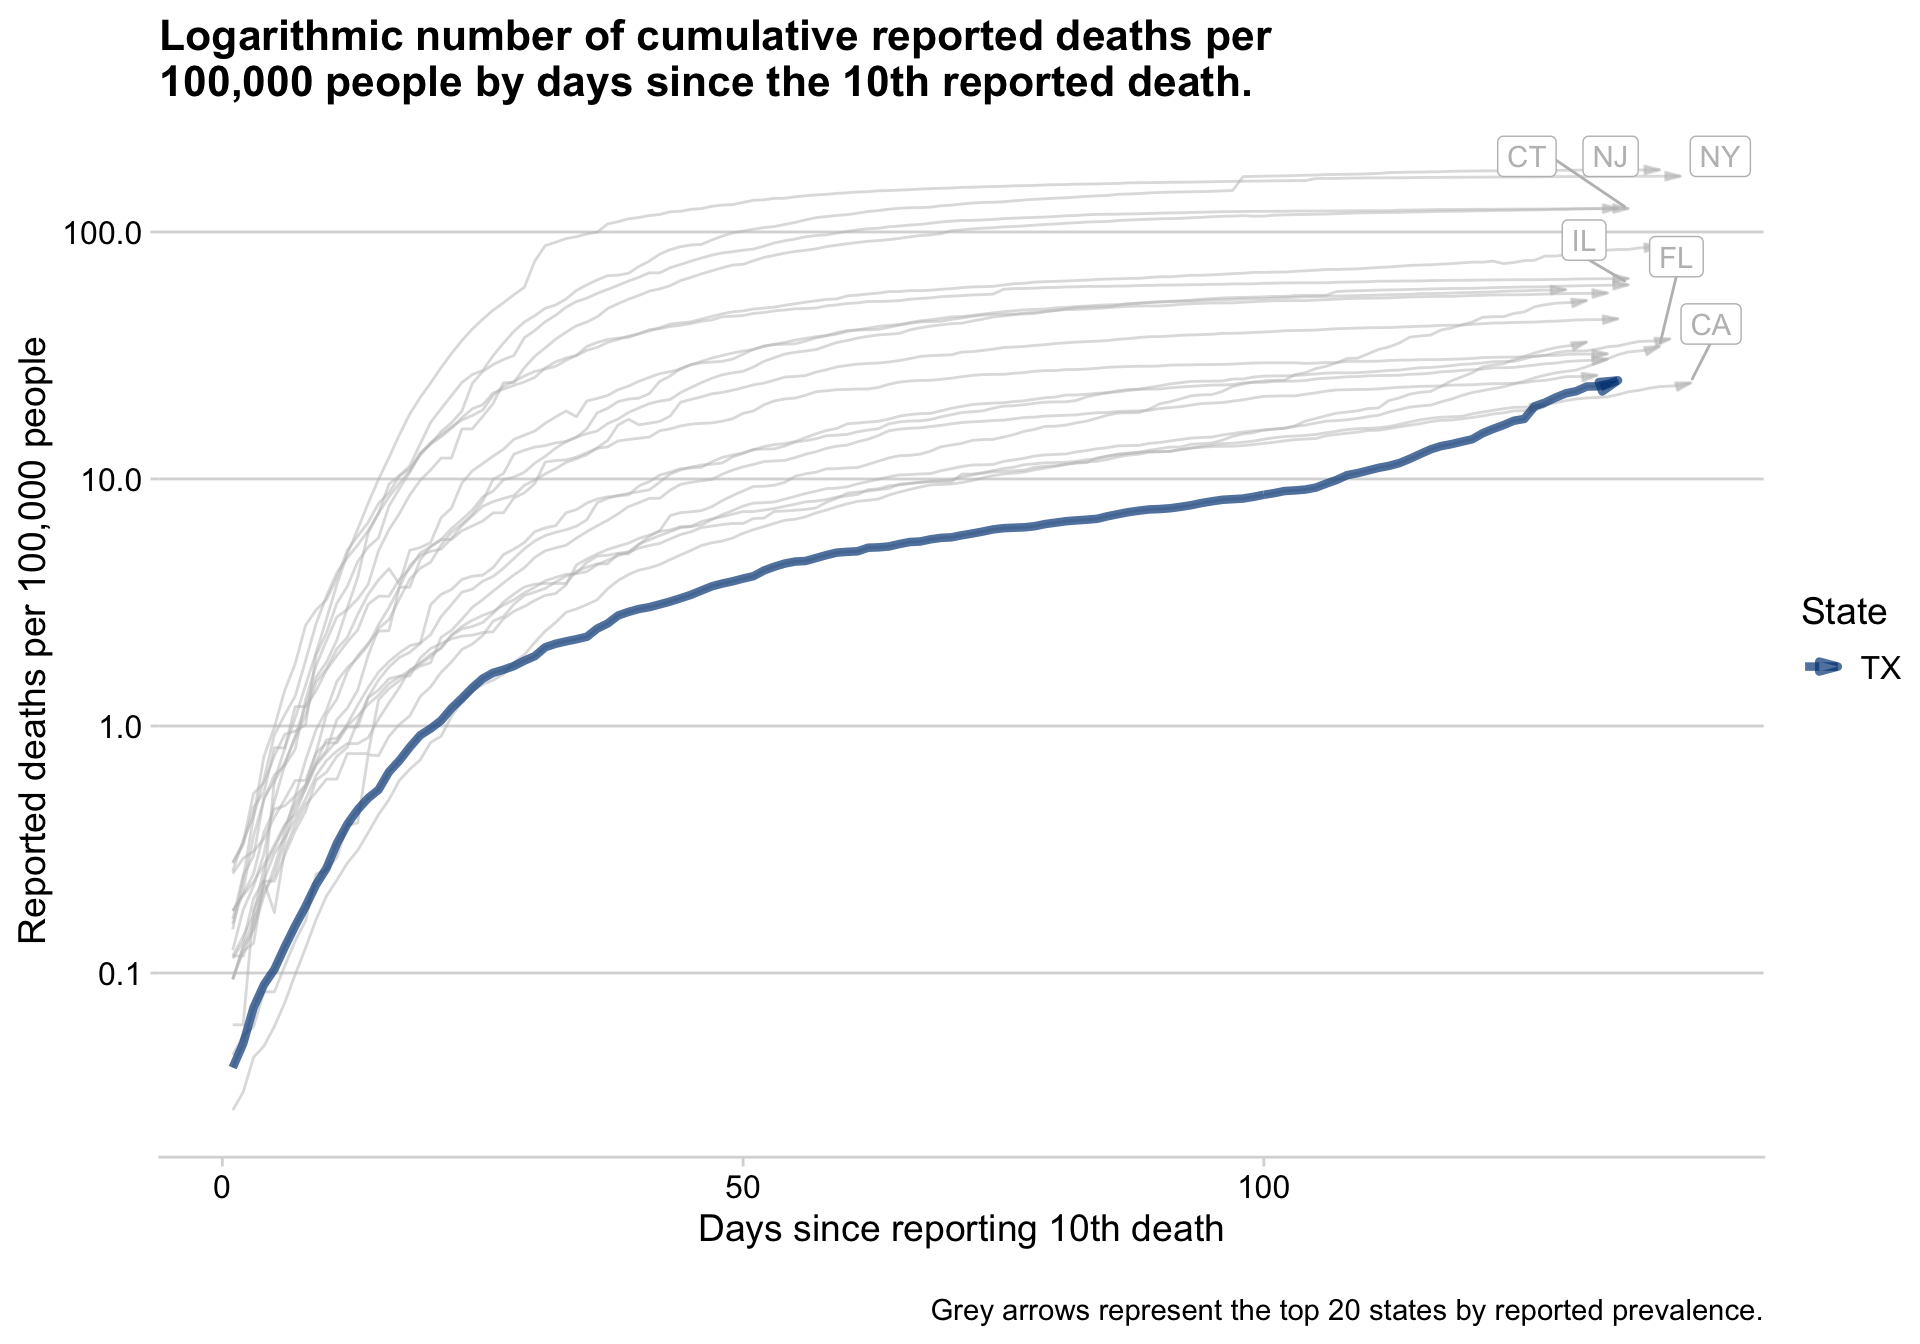 Logarithmic number of cumulative reported deaths per
100,000 people by days since the 10th reported death.
CT NJ NY
IL
FL
CA
100.0
10.0
1.0
0.1
Reported deaths per 100,000 people
0 50 100
Days since reporting 10th death
State
TX
Grey arrows represent the top 20 states by reported prevalence.